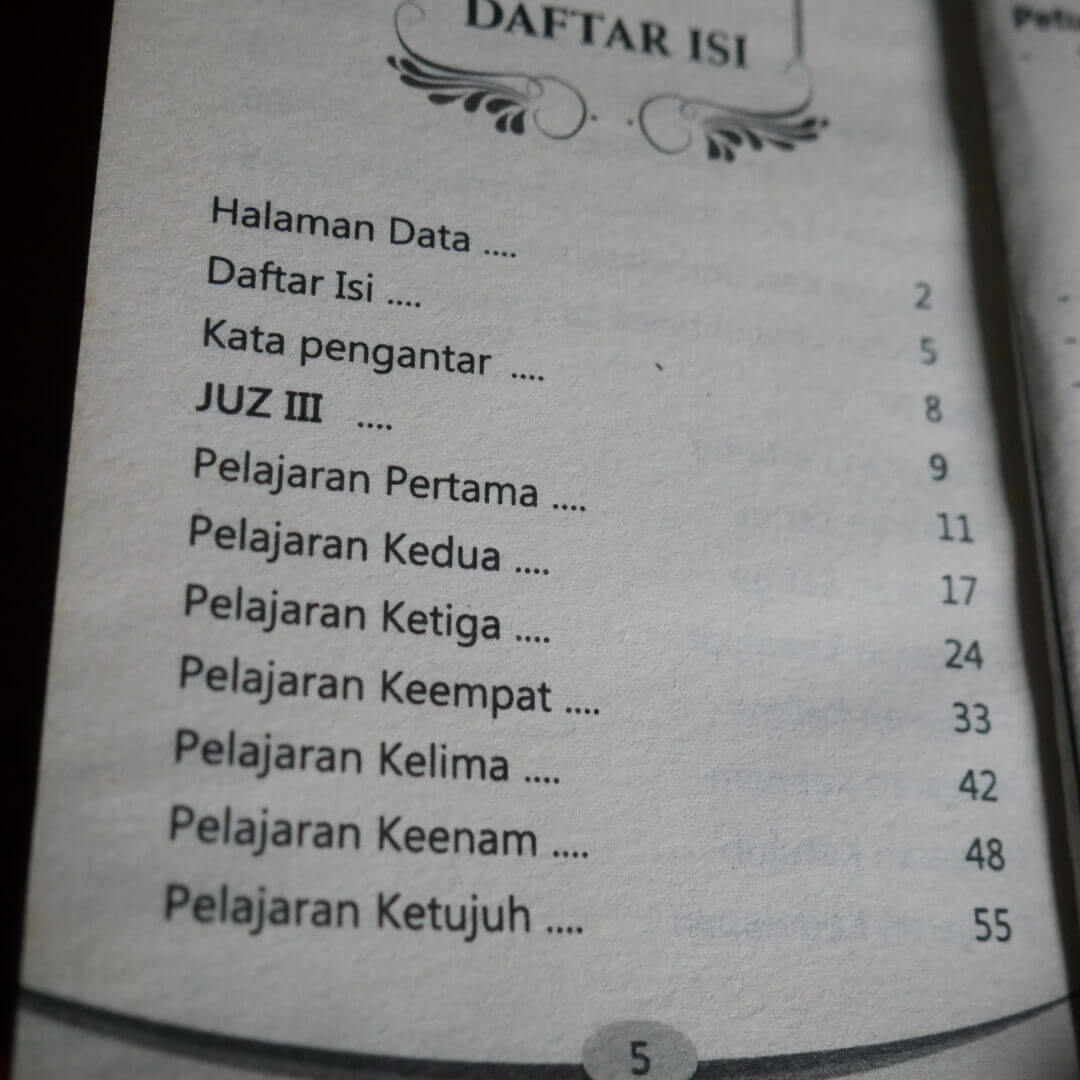 DAFTAR ISI
Halaman Data .... 2
Daftar Isi .... 5
Kata pengantar .... 8
JUZ III .... 9
Pelajaran Pertama .... 11
Pelajaran Kedua .... 17
Pelajaran Ketiga .... 24
Pelajaran Keempat .... 33
Pelajaran Kelima .... 42
Pelajaran Keenam .... 48
Pelajaran Ketujuh .... 55
5